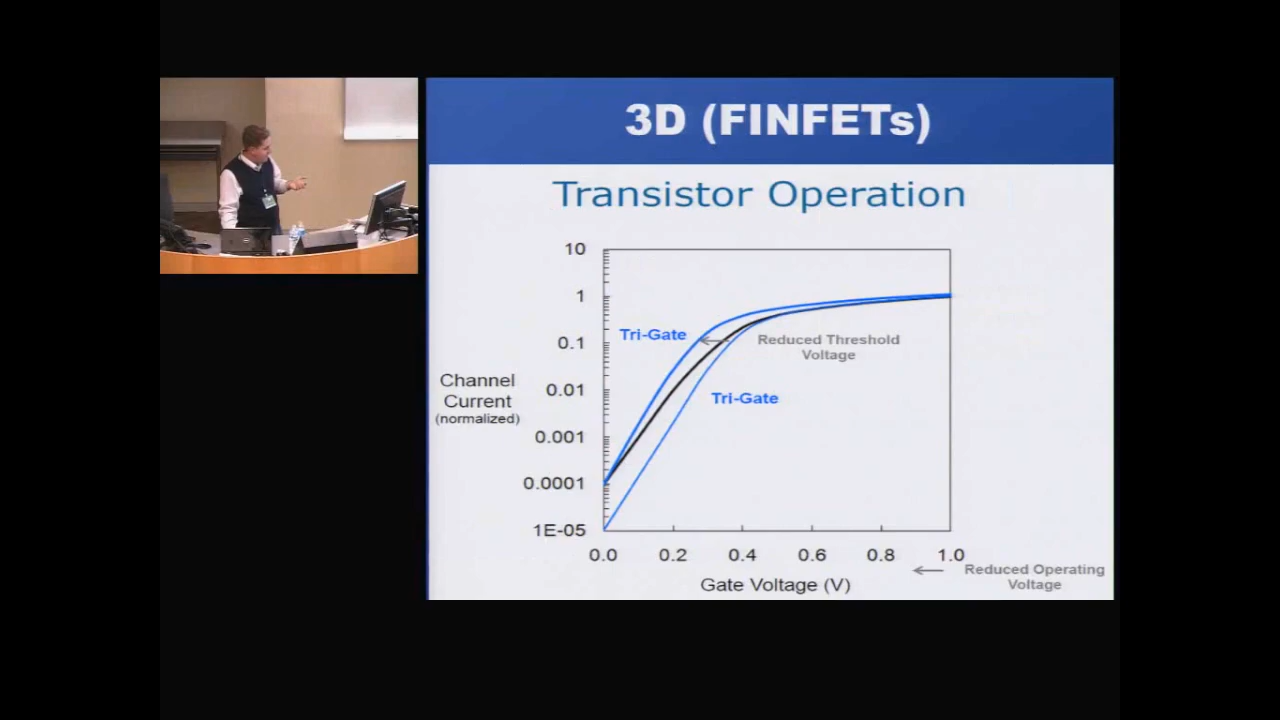 3D (FINFETs)
Transistor Operation
10
1
0.1
0.01
0.001
0.0001
1E-05
Channel
Current
(normalized)
Tri-Gate
Reduced Threshold
Voltage
Tri-Gate
0.0 0.2 0.4 0.6 0.8 1.0
Gate Voltage (V)
Reduced Operating
Voltage